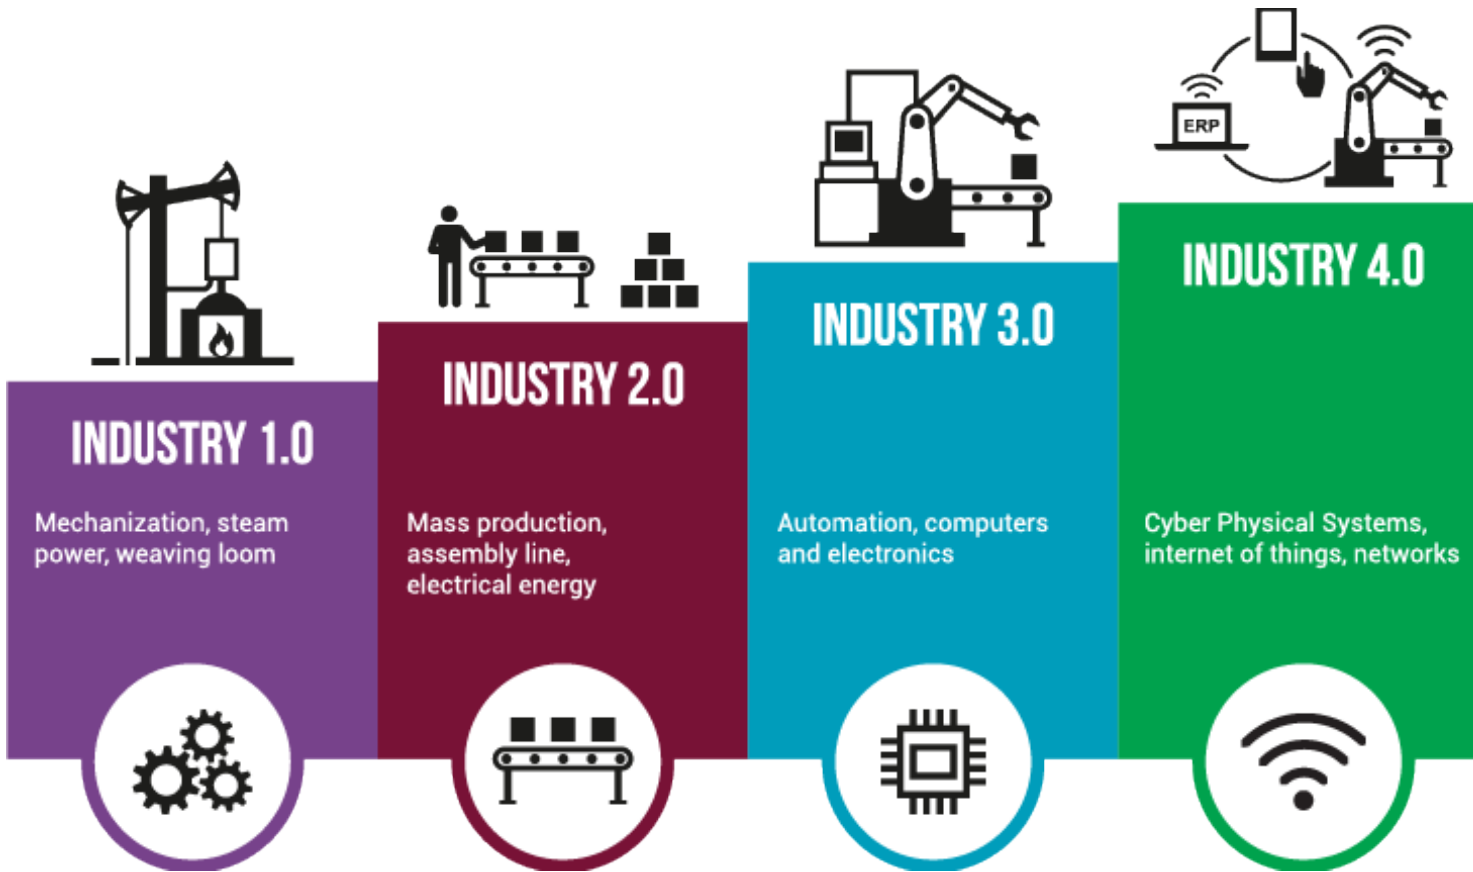 ERP
INDUSTRY 1.0
Mechanization, steam
power, weaving loom
INDUSTRY 2.0
Mass production,
assembly line,
electrical energy
INDUSTRY 3.0
Automation, computers
and electronics
INDUSTRY 4.0
Cyber Physical Systems,
internet of things, networks